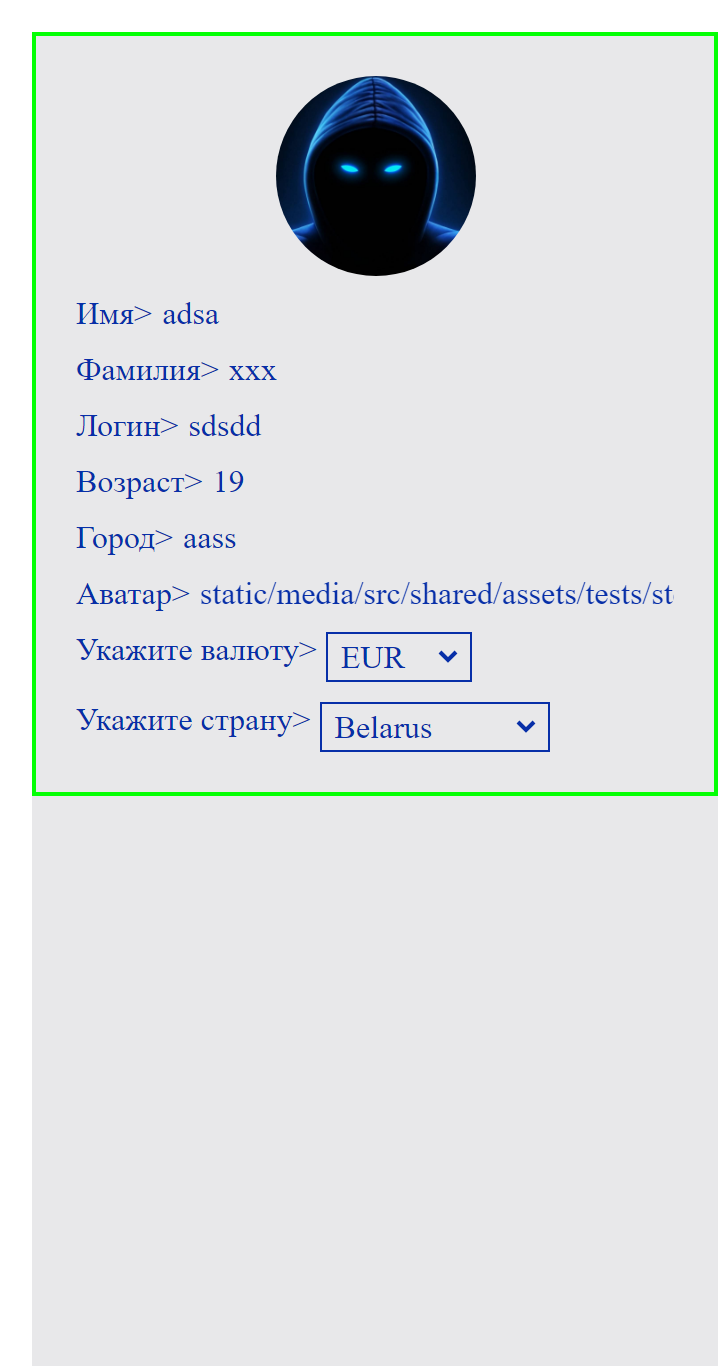 Имя> adsa
Фамилия> xxx
Логин> sdsdd
Возраст> 19
Город> aass
Аватар> static/media/src/shared/assets/tests/st
Укажите валюту> EUR
Укажите страну> Belarus